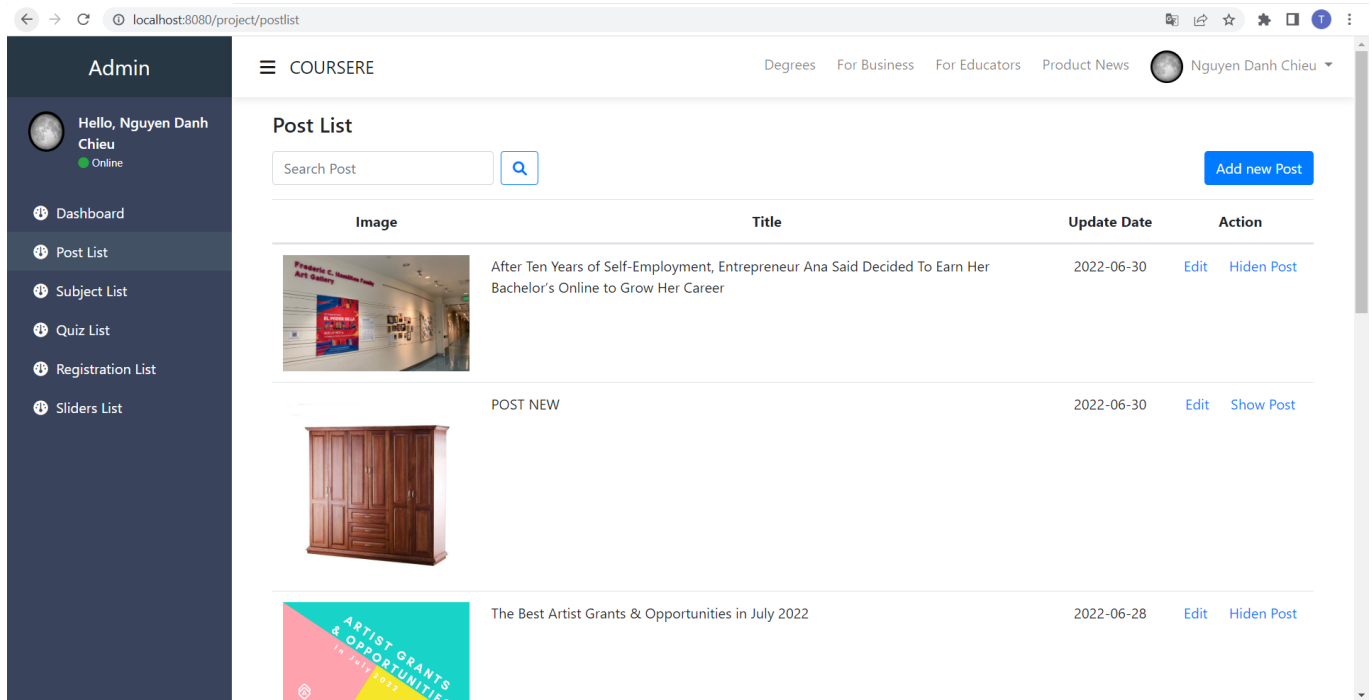 localhost:8080/project/postlist
T
Admin
COURSERE
Degrees For Business For Educators Product News Nguyen Danh Chieu
Hello, Nguyen Danh
Chieu
Online
Dashboard
Post List
Subject List
Quiz List
Registration List
Sliders List
Post List
Search Post
Add new Post
Image Title Update Date Action
Frederic C. Hamilton Family
Art Gallery
After Ten Years of Self-Employment, Entrepreneur Ana Said Decided To Earn Her
Bachelor’s Online to Grow Her Career
2022-06-30 Edit Hiden Post
POST NEW 2022-06-30 Edit Show Post
ARTIST GRANTS
& OPPORTUNITIES
in July 2022
The Best Artist Grants & Opportunities in July 2022 2022-06-28 Edit Hiden Post